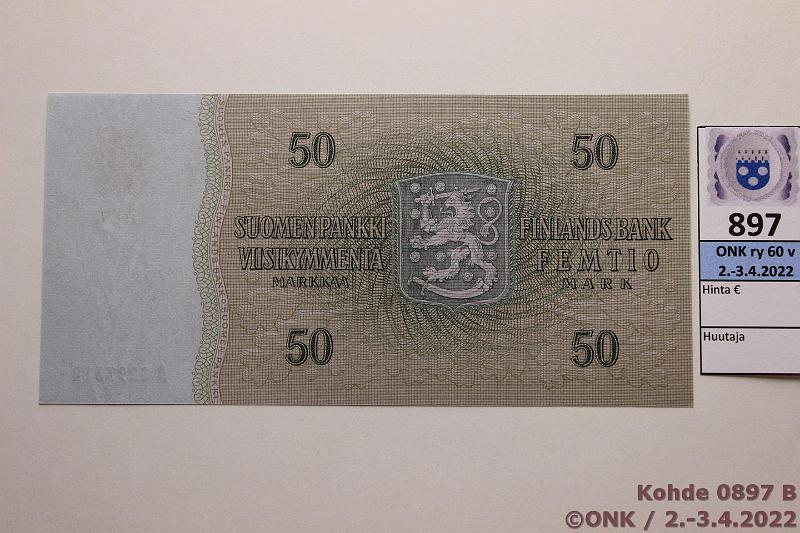 50 50
SUOMEN PANKKI FINLANDS BANK
VIISIKYMMENTÄ FEMTIO
MARKKAA MARK
50 50
897
ONK ry 60 v
2.-3.4.2022
Hinta €
Huutaja
Kohde 0897 B
©ONK / 2.-3.4.2022